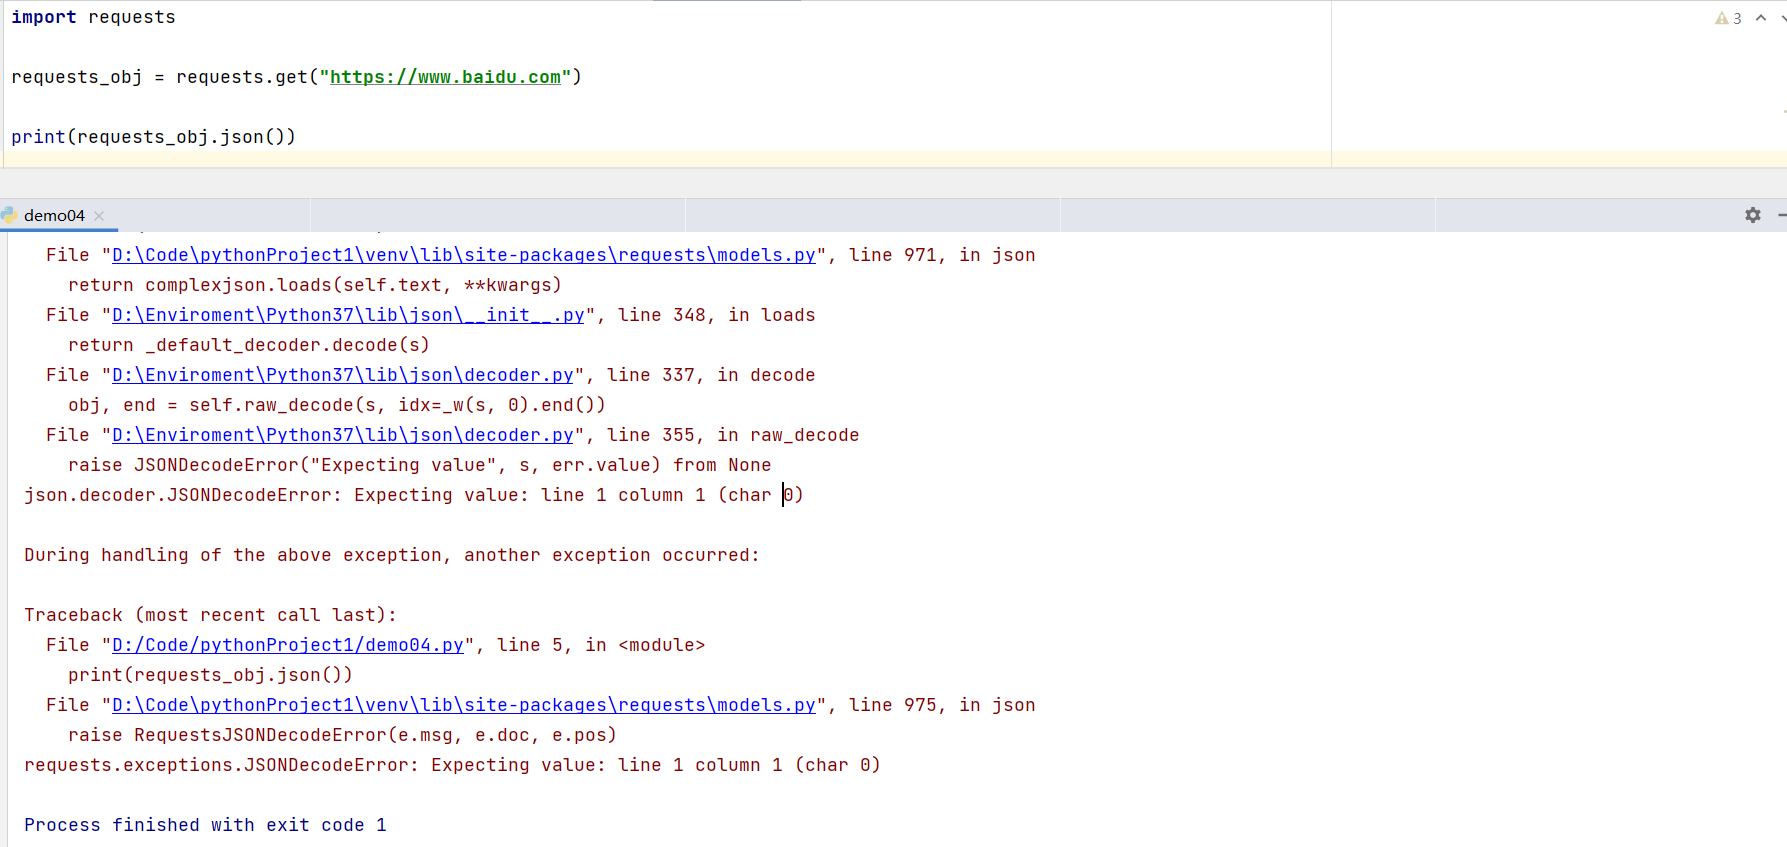 import requests
3
requests_obj = requests.get("https://www.baidu.com")
print(requests_obj.json())
demo04
File "D:\Code\pythonProject1\venv\lib\site-packages\requests\models.py", line 971, in json
return complexjson.loads(self.text, **kwargs)
File "D:\Enviroment\Python37\lib\json\__init__.py", line 348, in loads
return _default_decoder.decode(s)
File "D:\Enviroment\Python37\lib\json\decoder.py", line 337, in decode
obj, end = self.raw_decode(s, idx=_w(s, 0).end())
File "D:\Enviroment\Python37\lib\json\decoder.py", line 355, in raw_decode
raise JSONDecodeError("Expecting value", s, err.value) from None
json.decoder.JSONDecodeError: Expecting value: line 1 column 1 (char 0)
During handling of the above exception, another exception occurred:
Traceback (most recent call last):
File "D:/Code/pythonProject1/demo04.py", line 5, in <module>
print(requests_obj.json())
File "D:\Code\pythonProject1\venv\lib\site-packages\requests\models.py", line 975, in json
raise RequestsJSONDecodeError(e.msg, e.doc, e.pos)
requests.exceptions.JSONDecodeError: Expecting value: line 1 column 1 (char 0)
Process finished with exit code 1